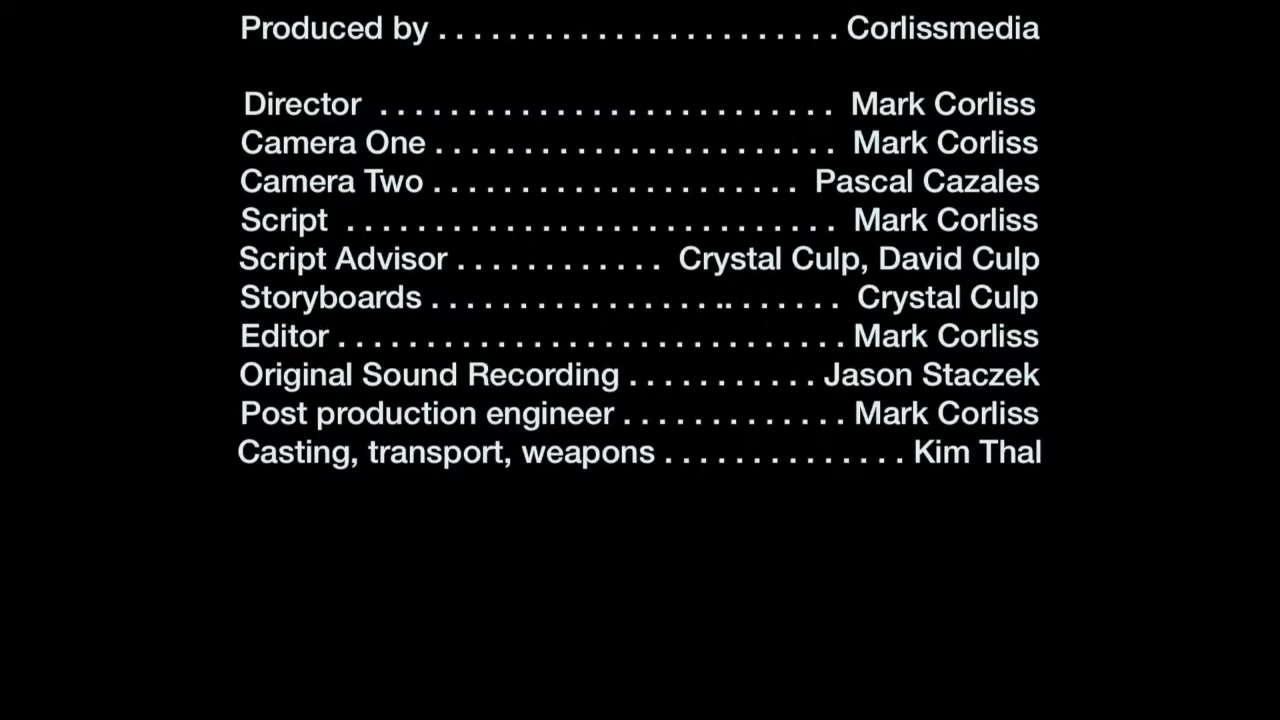 Produced by . . . . . . . . . . . . . . . . . . . . . . . Corlissmedia
Director . . . . . . . . . . . . . . . . . . . . . . . . . . Mark Corliss
Camera One . . . . . . . . . . . . . . . . . . . . . . . Mark Corliss
Camera Two . . . . . . . . . . . . . . . . . . . . . Pascal Cazales
Script . . . . . . . . . . . . . . . . . . . . . . . . . . . . Mark Corliss
Script Advisor . . . . . . . . . . . . Crystal Culp, David Culp
Storyboards . . . . . . . . . . . . . . . . .. . . . . . . Crystal Culp
Editor . . . . . . . . . . . . . . . . . . . . . . . . . . . . . Mark Corliss
Original Sound Recording . . . . . . . . . . . Jason Staczek
Post production engineer . . . . . . . . . . . . . Mark Corliss
Casting, transport, weapons . . . . . . . . . . . . . . Kim Thal